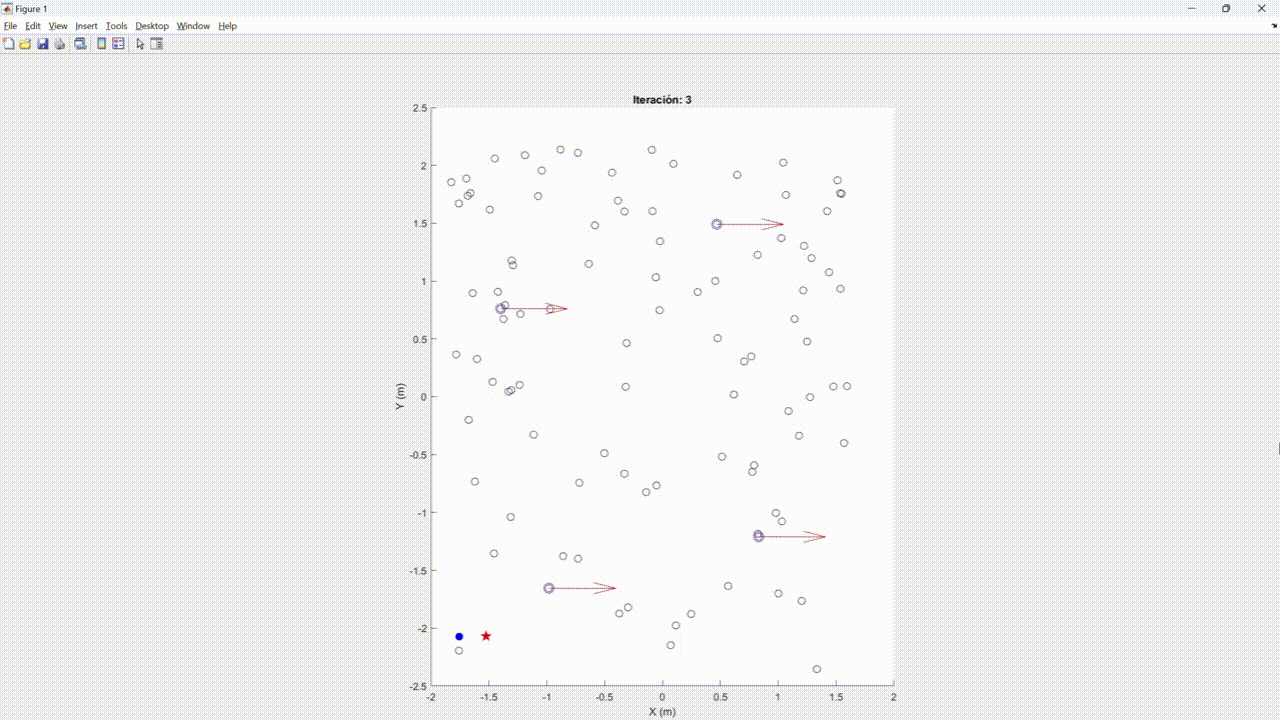 Figure 1
File Edit View Insert Tools Desktop Window Help
Iteración: 3
2.5
2
1.5
1
0.5
0
-0.5
-1
-1.5
-2
-2.5
Y (m)
-2 -1.5 -1 -0.5 0 0.5 1 1.5 2
X (m)